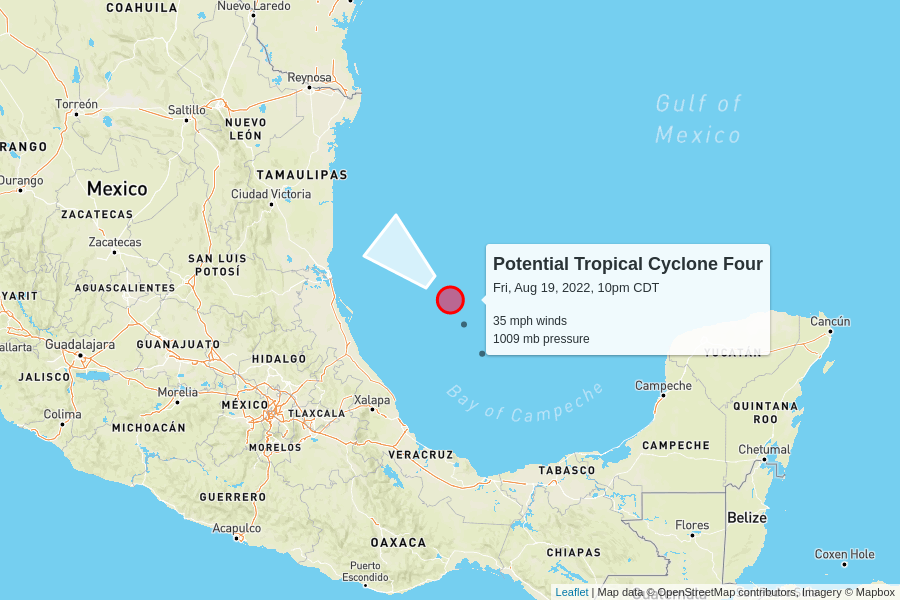 COAHUILA
Nuevo Laredo
Reynosa
Torreón
Saltillo
NUEVO
LEÓN
Gulf of
Mexico
RANGO
Durango
Mexico
TAMAULIPAS
Ciudad Victoria
ZACATECAS
Zacatecas
SAN LUIS
POTOSÍ
AGUASCALIENTES
YARIT
Potential Tropical Cyclone Four
Fri, Aug 19, 2022, 10pm CDT
35 mph winds
1009 mb pressure
Cancún
YUCATÁN
allarta
Guadalajara
GUANAJUATO
HIDALGO
JALISCO
Morelia
MÉXICO
TLAXCALA
Xalapa
Bay of Campeche
Campeche
QUINTANA
ROO
Colima
MICHOACÁN
MORELOS
VERACRUZ
CAMPECHE
Chetumal
TABASCO
GUERRERO
Acapulco
OAXACA
Flores
Belize
CHIAPAS
Coxen Hole
Puerto
Escondido
Guatemala
Leaflet | Map data © OpenStreetMap contributors, Imagery © Mapbox